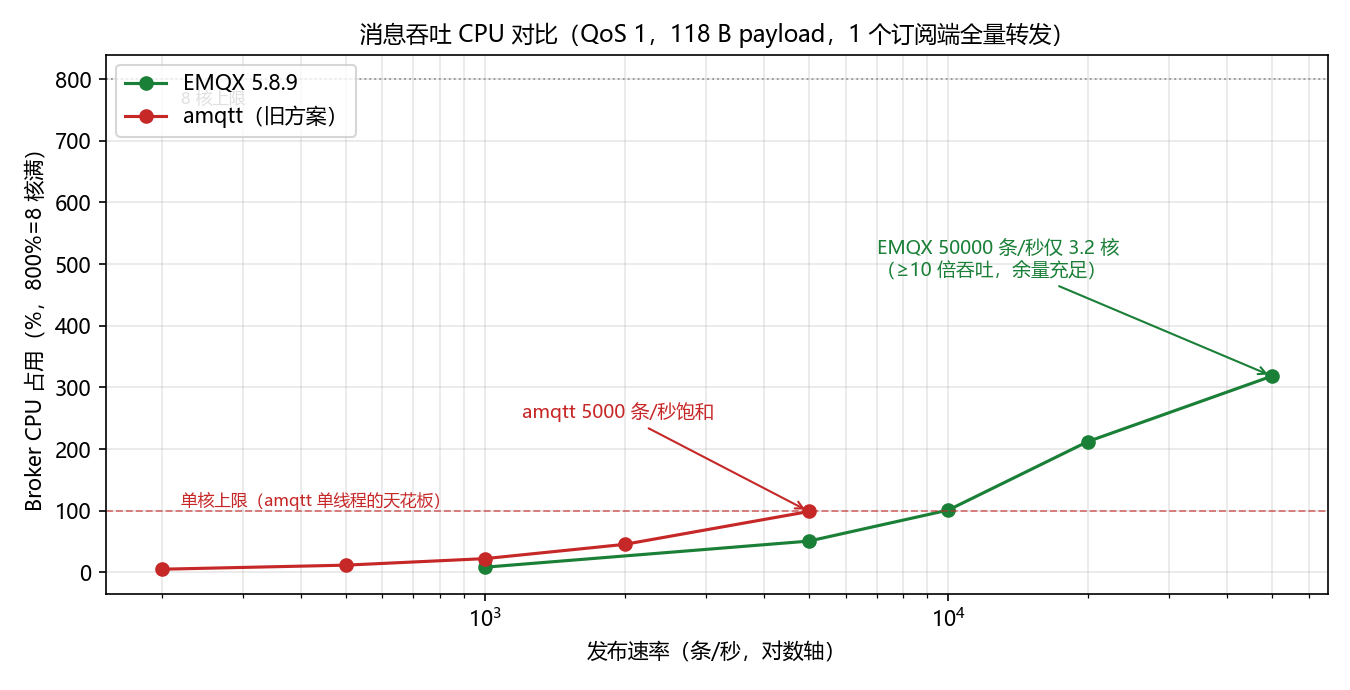 消息吞吐 CPU 对比（QoS 1，118 B payload，1 个订阅端全量转发）
EMQX 5.8.9
8 核上限
amqtt（旧方案）
800
700
600
500
400
300
200
100
0
Broker CPU 占用（%，800%=8 核满）
EMQX 50000 条/秒仅 3.2 核
（≥10 倍吞吐，余量充足）
amqtt 5000 条/秒饱和
单核上限（amqtt 单线程的天花板）
10³
10⁴
发布速率（条/秒，对数轴）